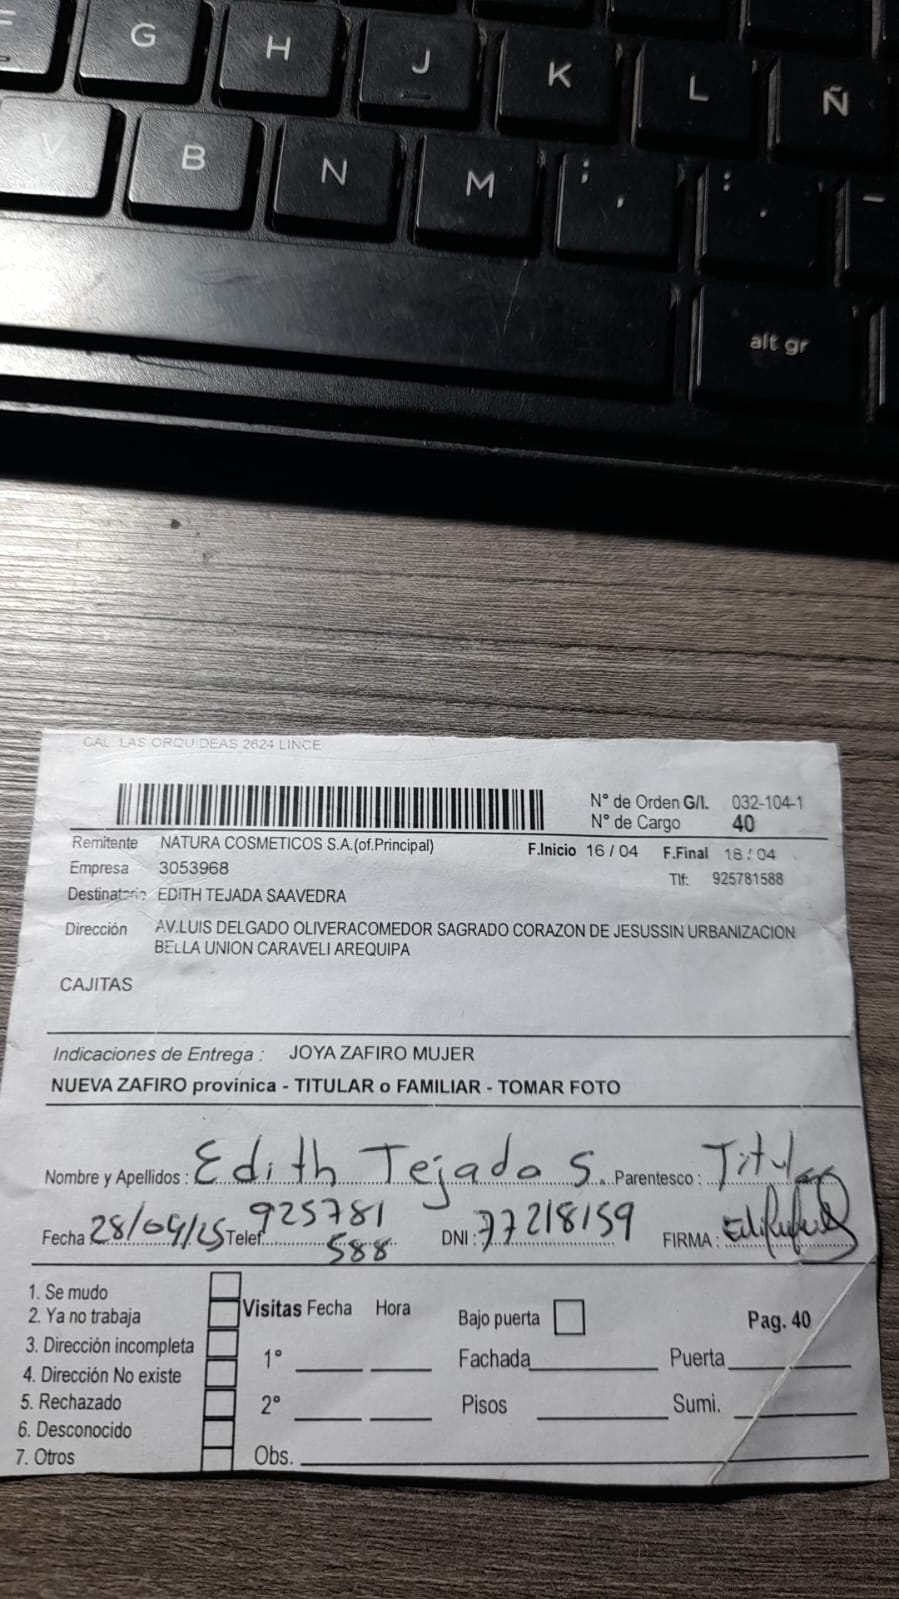 G H J K L Ñ
V B N M ; , : . -
alt gr
CAL LAS ORQUIDEAS 2624 LINCE
N° de Orden G/I. 032-104-1
N° de Cargo 40
Remitente NATURA COSMETICOS S.A.(of.Principal) F.Inicio 16 / 04 F.Final 18 / 04
Empresa 3053968 Tlf: 925781588
Destinatario EDITH TEJADA SAAVEDRA
Dirección AV.LUIS DELGADO OLIVERACOMEDOR SAGRADO CORAZON DE JESUSSIN URBANIZACION
BELLA UNION CARAVELI AREQUIPA
CAJITAS
Indicaciones de Entrega : JOYA ZAFIRO MUJER
NUEVA ZAFIRO provinica - TITULAR o FAMILIAR - TOMAR FOTO
Nombre y Apellidos : Edith Tejada S. Parentesco : Titular
Fecha 28/04/25 Telef. 925781 588 DNI : 77218159 FIRMA :
1. Se mudo
2. Ya no trabaja
3. Dirección incompleta
4. Dirección No existe
5. Rechazado
6. Desconocido
7. Otros
Visitas Fecha Hora Bajo puerta Pag. 40
1° Fachada Puerta
2° Pisos Sumi.
Obs.